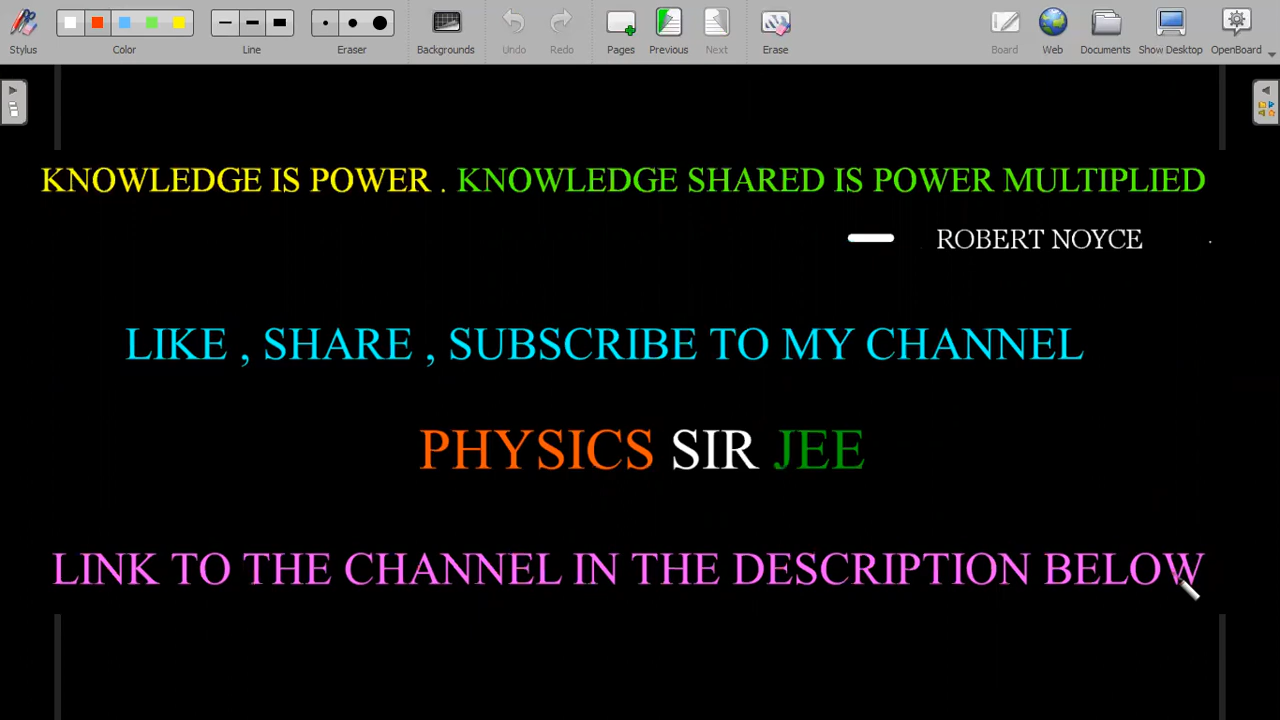 Stylus Color Line Eraser Backgrounds Undo Redo Pages Previous Next Erase Board Web Documents Show Desktop OpenBoard
KNOWLEDGE IS POWER . KNOWLEDGE SHARED IS POWER MULTIPLIED
— ROBERT NOYCE .
LIKE , SHARE , SUBSCRIBE TO MY CHANNEL
PHYSICS SIR JEE
LINK TO THE CHANNEL IN THE DESCRIPTION BELOW